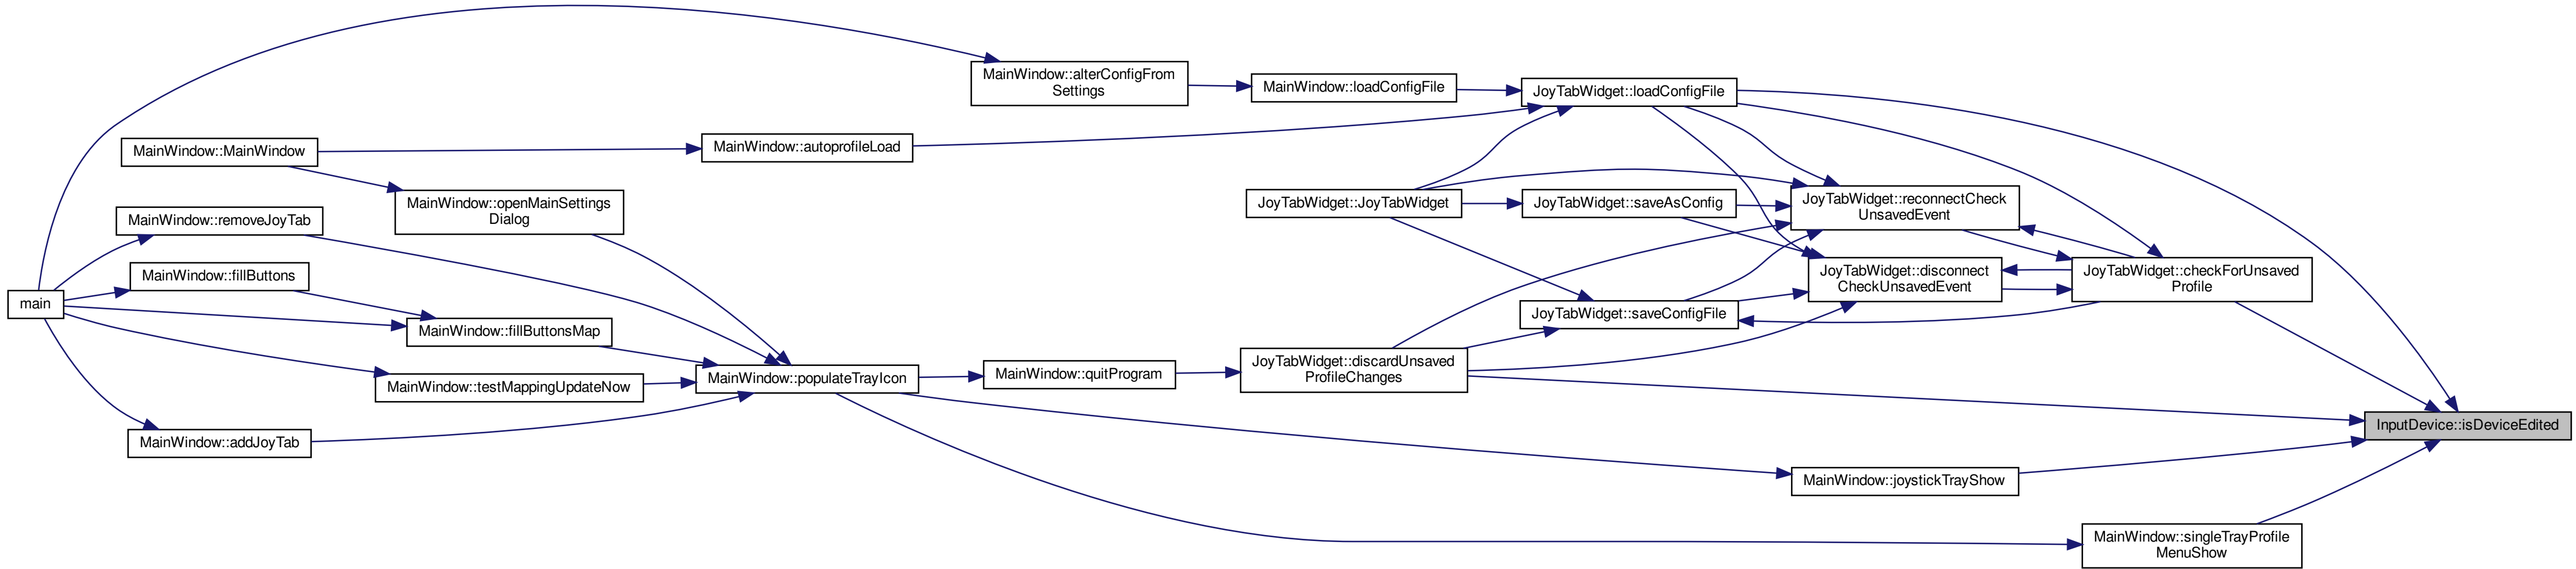 MainWindow::alterConfigFrom
Settings
MainWindow::loadConfigFile
JoyTabWidget::loadConfigFile
MainWindow::MainWindow
MainWindow::autoprofileLoad
MainWindow::openMainSettings
Dialog
JoyTabWidget::JoyTabWidget
JoyTabWidget::saveAsConfig
JoyTabWidget::reconnectCheck
UnsavedEvent
MainWindow::removeJoyTab
MainWindow::fillButtons
JoyTabWidget::disconnect
CheckUnsavedEvent
JoyTabWidget::checkForUnsaved
Profile
main
MainWindow::fillButtonsMap
JoyTabWidget::saveConfigFile
MainWindow::testMappingUpdateNow
MainWindow::populateTrayIcon
MainWindow::quitProgram
JoyTabWidget::discardUnsaved
ProfileChanges
MainWindow::addJoyTab
InputDevice::isDeviceEdited
MainWindow::joystickTrayShow
MainWindow::singleTrayProfile
MenuShow